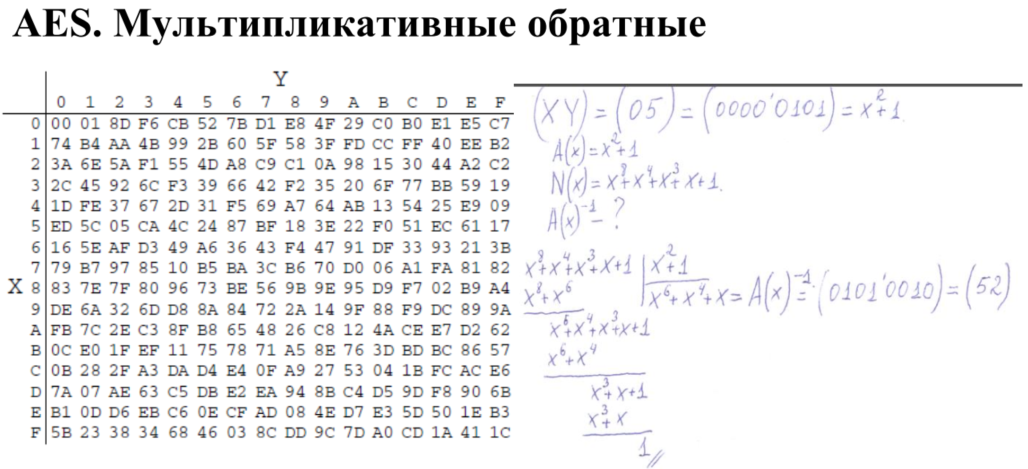 AES. Мультипликативные обратные
Y
0 1 2 3 4 5 6 7 8 9 A B C D E F
0 00 01 8D F6 CB 52 7B D1 E8 4F 29 C0 B0 E1 E5 C7
1 74 B4 AA 4B 99 2B 60 5F 58 3F FD CC FF 40 EE B2
2 3A 6E 5A F1 55 4D A8 C9 C1 0A 98 15 30 44 A2 C2
3 2C 45 92 6C F3 39 66 42 F2 35 20 6F 77 BB 59 19
4 1D FE 37 67 2D 31 F5 69 A7 64 AB 13 54 25 E9 09
5 ED 5C 05 CA 4C 24 87 BF 18 3E 22 F0 51 EC 61 17
6 16 5E AF D3 49 A6 36 43 F4 47 91 DF 33 93 21 3B
7 79 B7 97 85 10 B5 BA 3C B6 70 D0 06 A1 FA 81 82
X 8 83 7E 7F 80 96 73 BE 56 9B 9E 95 D9 F7 02 B9 A4
9 DE 6A 32 6D D8 8A 84 72 2A 14 9F 88 F9 DC 89 9A
A FB 7C 2E C3 8F B8 65 48 26 C8 12 4A CE E7 D2 62
B 0C E0 1F EF 11 75 78 71 A5 8E 76 3D BD BC 86 57
C 0B 28 2F A3 DA D4 E4 0F A9 27 53 04 1B FC AC E6
D 7A 07 AE 63 C5 DB E2 EA 94 8B C4 D5 9D F8 90 6B
E B1 0D D6 EB C6 0E CF AD 08 4E D7 E3 5D 50 1E B3
F 5B 23 38 34 68 46 03 8C DD 9C 7D A0 CD 1A 41 1C
(XY)=(05)=(0000'0101)=x²+1.
A(x)=x²+1
N(x)=x⁸+x⁴+x³+x+1.
A(x)⁻¹ - ?
x⁸+x⁴+x³+x+1 | x²+1
x⁸+x⁶ x⁶+x⁴+x = A(x)⁻¹=(0101'0010)=(52)
x⁶+x⁴+x³+x+1
x⁶+x⁴
x³+x+1
x³+x
1